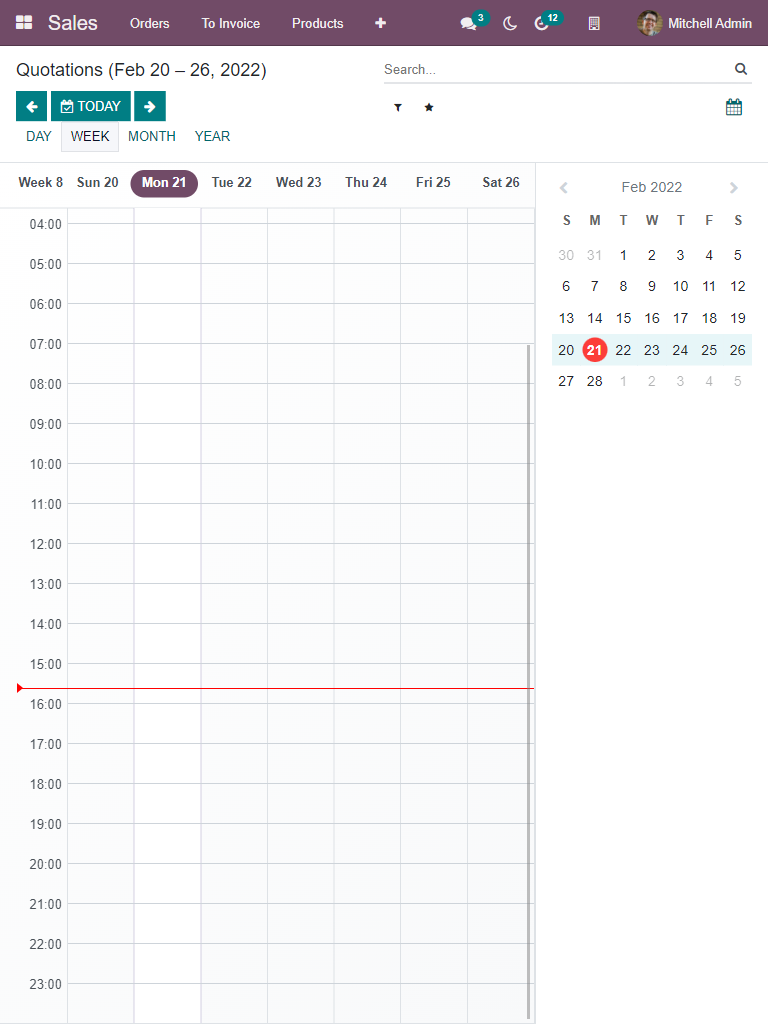 Sales Orders To Invoice Products 3 12 Mitchell Admin
Quotations (Feb 20 – 26, 2022)
Search...
TODAY
DAY WEEK MONTH YEAR
Week 8 Sun 20 Mon 21 Tue 22 Wed 23 Thu 24 Fri 25 Sat 26
04:00
05:00
06:00
07:00
08:00
09:00
10:00
11:00
12:00
13:00
14:00
15:00
16:00
17:00
18:00
19:00
20:00
21:00
22:00
23:00
Feb 2022
S M T W T F S
30 31 1 2 3 4 5
6 7 8 9 10 11 12
13 14 15 16 17 18 19
20 21 22 23 24 25 26
27 28 1 2 3 4 5